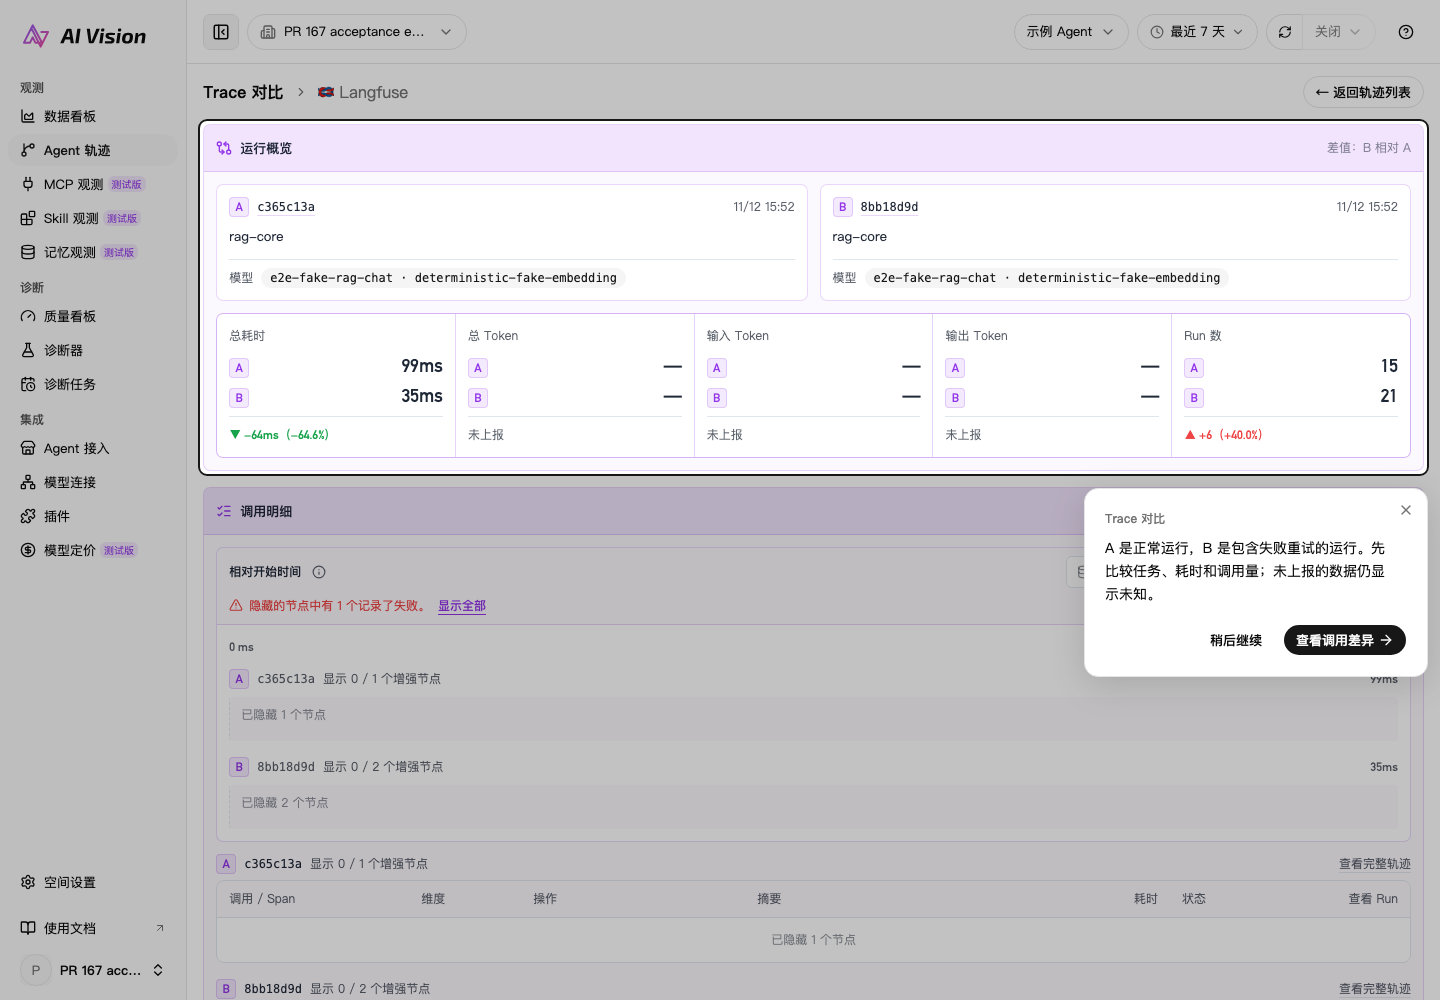 AI Vision
观测
数据看板
Agent 轨迹
MCP 观测 测试版
Skill 观测 测试版
记忆观测 测试版
诊断
质量看板
诊断器
诊断任务
集成
Agent 接入
模型连接
插件
模型定价 测试版
空间设置
使用文档
P PR 167 acc...
PR 167 acceptance e...
示例 Agent
最近 7 天
关闭
Trace 对比 > Langfuse
← 返回轨迹列表
运行概览
差值：B 相对 A
A c365c13a 11/12 15:52
rag-core
模型 e2e-fake-rag-chat · deterministic-fake-embedding
B 8bb18d9d 11/12 15:52
rag-core
模型 e2e-fake-rag-chat · deterministic-fake-embedding
总耗时
A 99ms
B 35ms
▼ -64ms (-64.6%)
总 Token
A —
B —
未上报
输入 Token
A —
B —
未上报
输出 Token
A —
B —
未上报
Run 数
A 15
B 21
▲ +6 (+40.0%)
调用明细
相对开始时间
隐藏的节点中有 1 个记录了失败。 显示全部
0 ms
A c365c13a 显示 0 / 1 个增强节点
99ms
已隐藏 1 个节点
B 8bb18d9d 显示 0 / 2 个增强节点
35ms
已隐藏 2 个节点
A c365c13a 显示 0 / 1 个增强节点
查看完整轨迹
调用 / Span 维度 操作 摘要 耗时 状态 查看 Run
已隐藏 1 个节点
B 8bb18d9d 显示 0 / 2 个增强节点
查看完整轨迹
Trace 对比
A 是正常运行，B 是包含失败重试的运行。先
比较任务、耗时和调用量；未上报的数据仍显
示未知。
稍后继续
查看调用差异 →